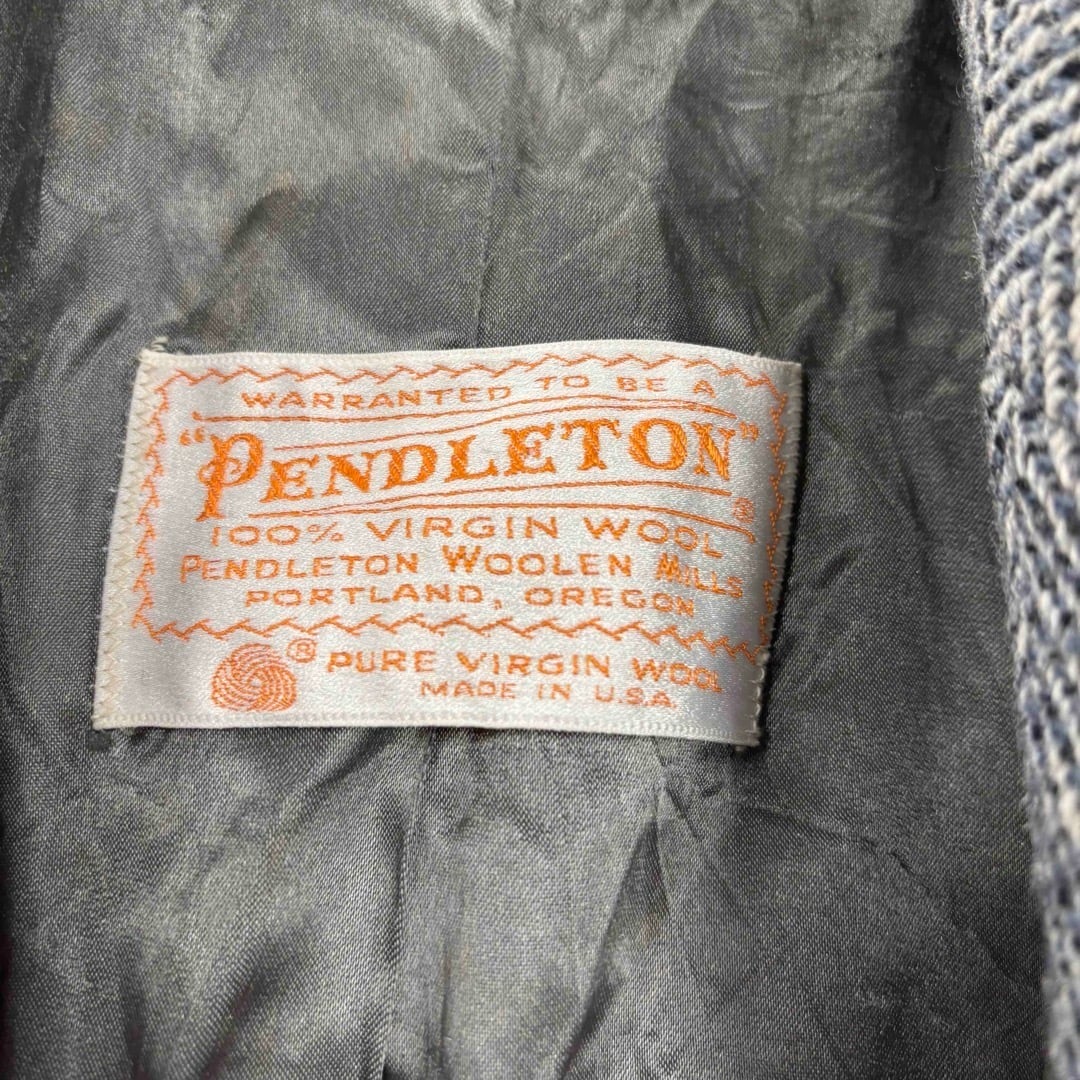 WARRANTED TO BE A
"PENDLETON"®
100% VIRGIN WOOL
PENDLETON WOOLEN MILLS
PORTLAND, OREGON
® PURE VIRGIN WOOL
MADE IN U.S.A.